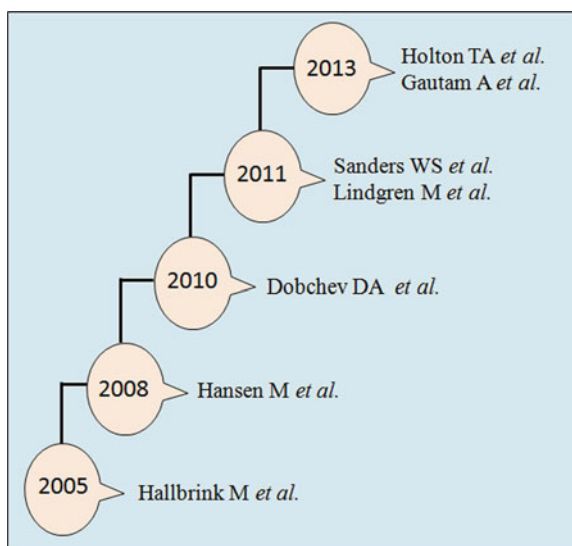 2013
Holton TA et al.
Gautam A et al.
2011
Sanders WS et al.
Lindgren M et al.
2010
Dobchev DA et al.
2008
Hansen M et al.
2005
Hallbrink M et al.